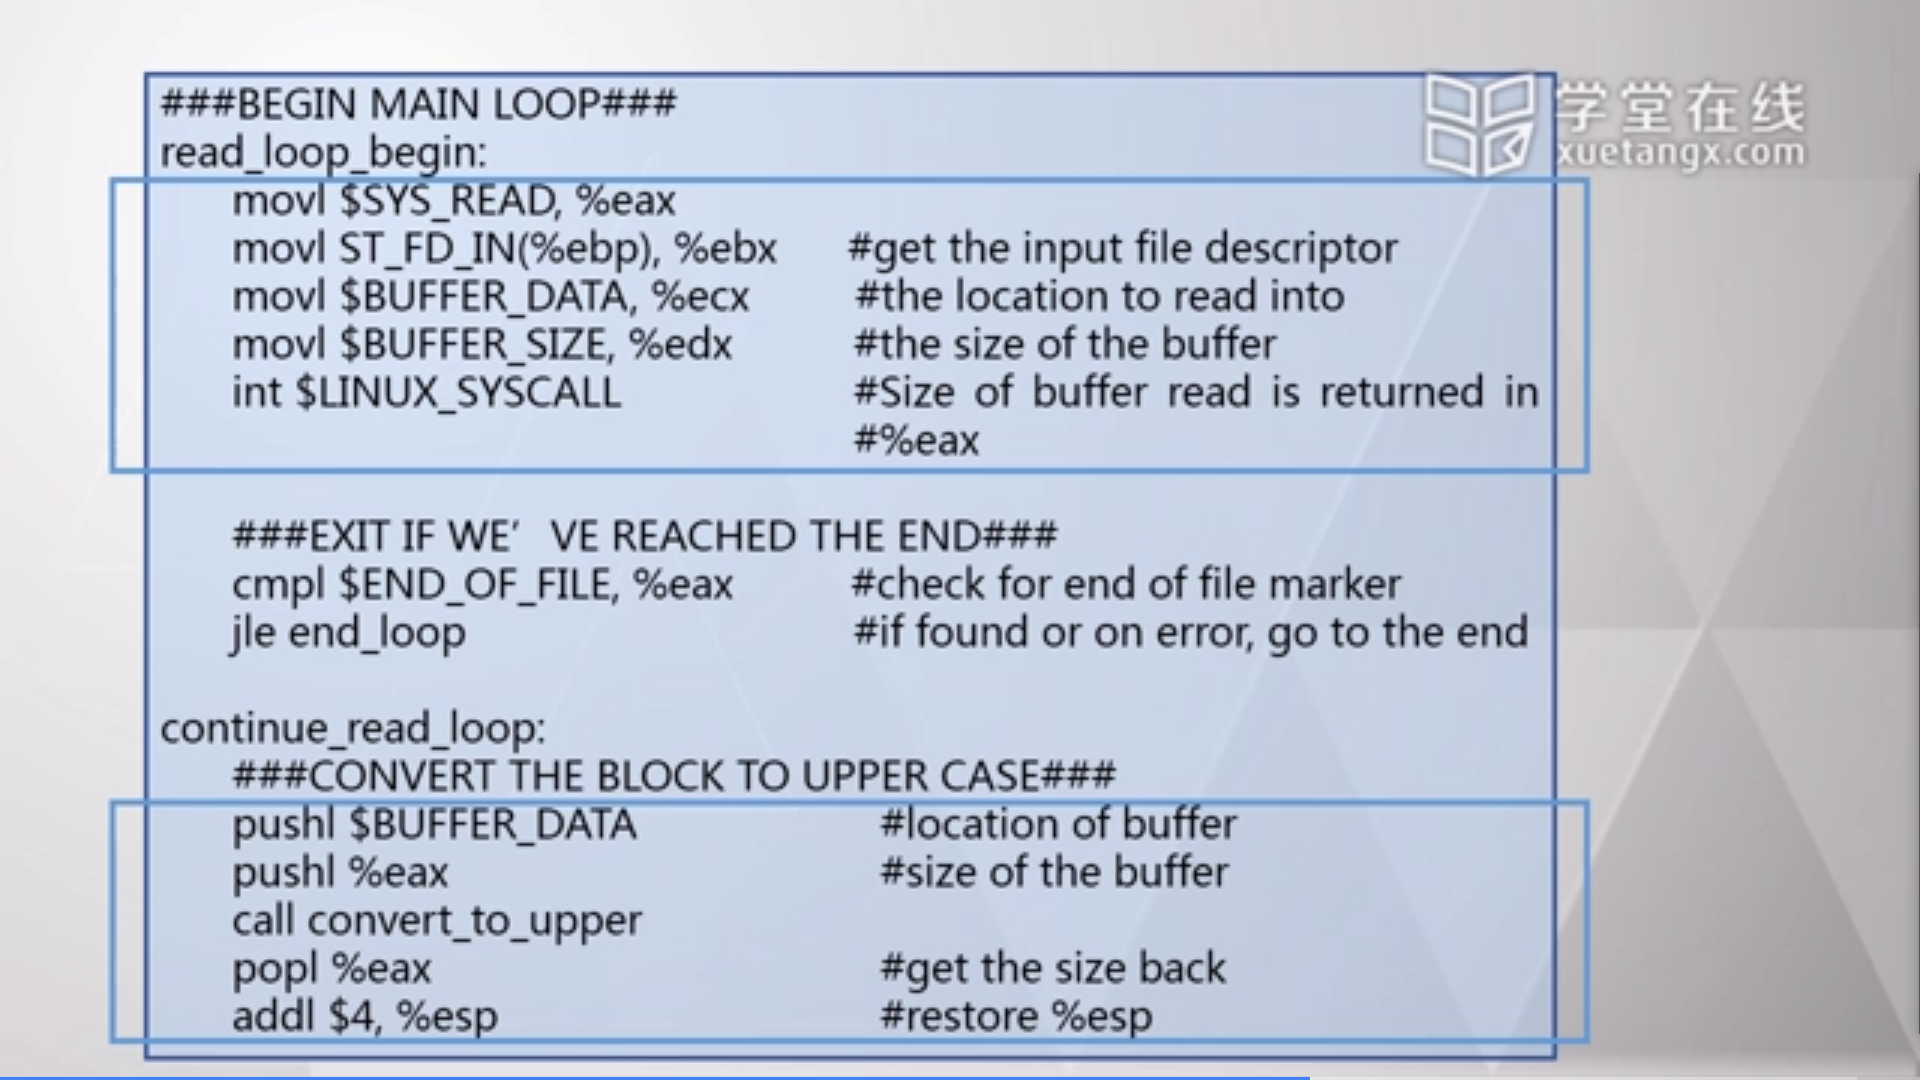 ###BEGIN MAIN LOOP###
学堂在线
xuetangx.com
read_loop_begin:
movl $SYS_READ, %eax
movl ST_FD_IN(%ebp), %ebx #get the input file descriptor
movl $BUFFER_DATA, %ecx #the location to read into
movl $BUFFER_SIZE, %edx #the size of the buffer
int $LINUX_SYSCALL #Size of buffer read is returned in
#%eax
###EXIT IF WE’ VE REACHED THE END###
cmpl $END_OF_FILE, %eax #check for end of file marker
jle end_loop #if found or on error, go to the end
continue_read_loop:
###CONVERT THE BLOCK TO UPPER CASE###
pushl $BUFFER_DATA #location of buffer
pushl %eax #size of the buffer
call convert_to_upper
popl %eax #get the size back
addl $4, %esp #restore %esp